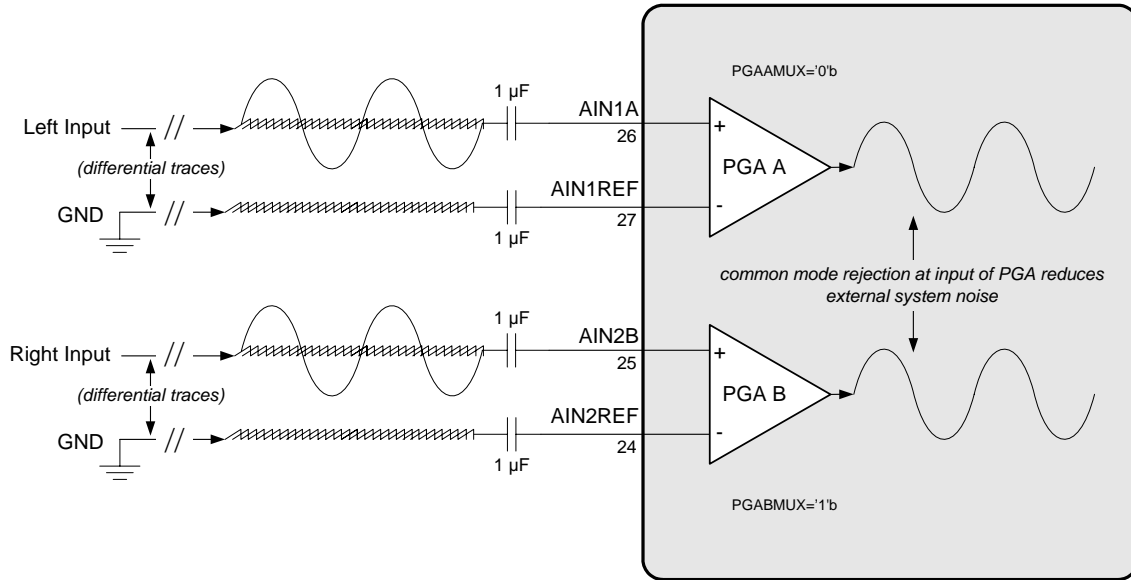 PGAAMUX='0'b
1 µF
AIN1A
Left Input
26
+
(differential traces)
PGA A
AIN1REF
-
GND
27
1 µF
common mode rejection at input of PGA reduces
external system noise
1 µF
AIN2B
Right Input
25
+
(differential traces)
PGA B
AIN2REF
-
GND
24
1 µF
PGABMUX='1'b